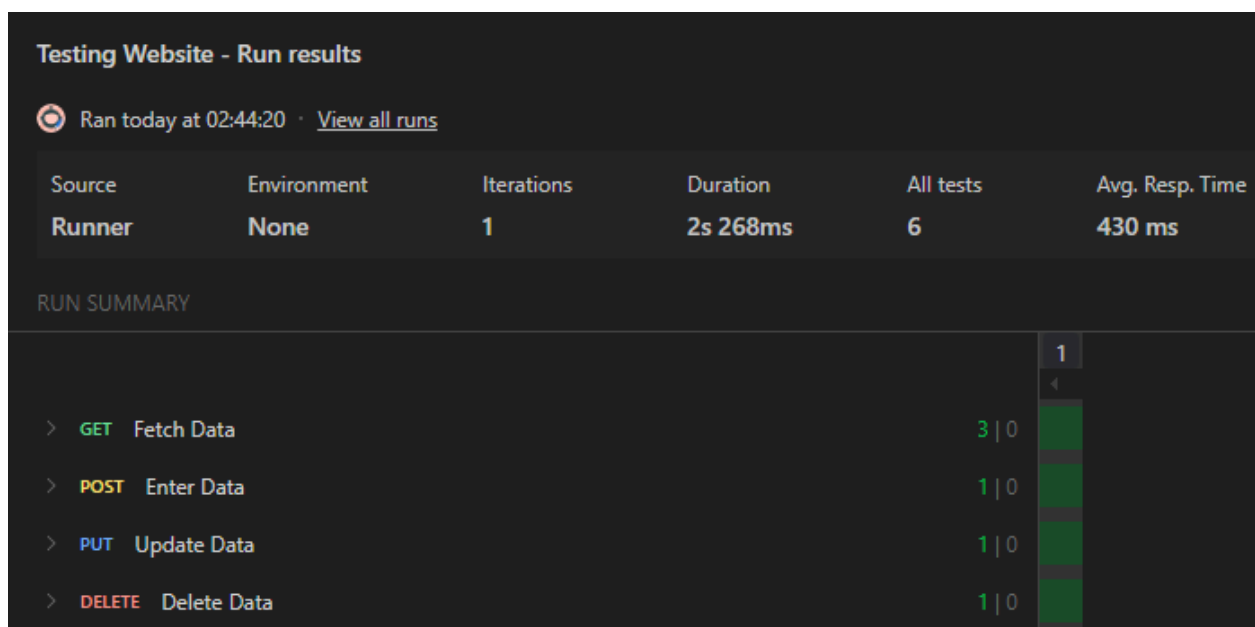 Testing Website - Run results
Ran today at 02:44:20 · View all runs
Source Environment Iterations Duration All tests Avg. Resp. Time
Runner None 1 2s 268ms 6 430 ms
RUN SUMMARY
1
GET Fetch Data 3 | 0
POST Enter Data 1 | 0
PUT Update Data 1 | 0
DELETE Delete Data 1 | 0